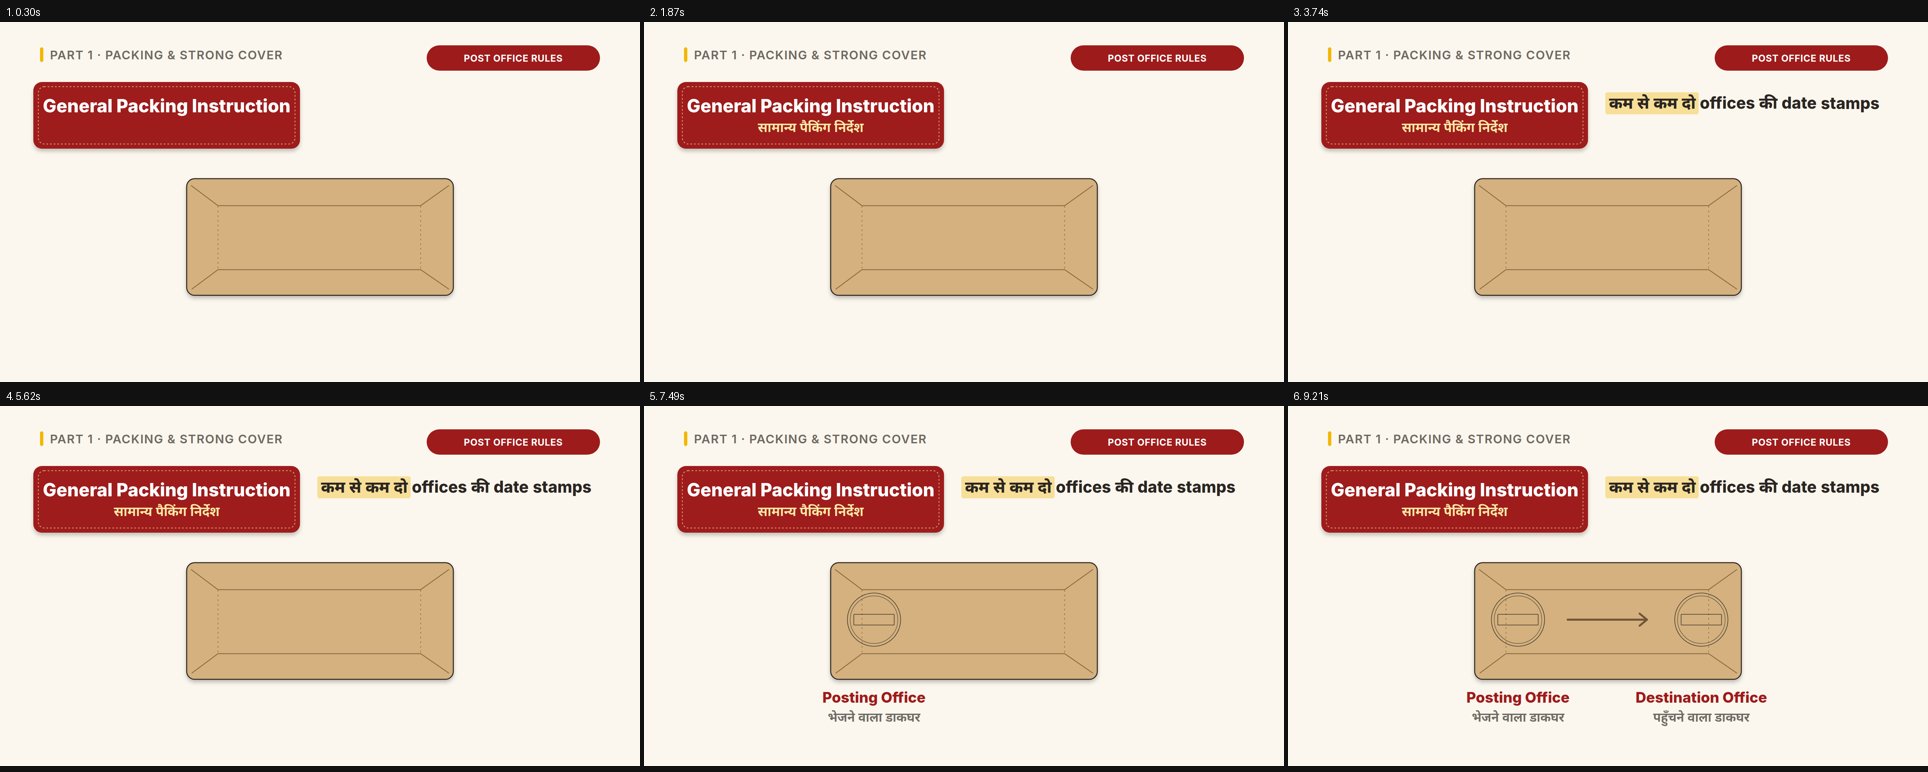 1. 0.30s
PART 1 · PACKING & STRONG COVER
POST OFFICE RULES
General Packing Instruction
2. 1.87s
PART 1 · PACKING & STRONG COVER
POST OFFICE RULES
General Packing Instruction
सामान्य पैकिंग निर्देश
3. 3.74s
PART 1 · PACKING & STRONG COVER
POST OFFICE RULES
General Packing Instruction
सामान्य पैकिंग निर्देश
कम से कम दो offices की date stamps
4. 5.62s
PART 1 · PACKING & STRONG COVER
POST OFFICE RULES
General Packing Instruction
सामान्य पैकिंग निर्देश
कम से कम दो offices की date stamps
5. 7.49s
PART 1 · PACKING & STRONG COVER
POST OFFICE RULES
General Packing Instruction
सामान्य पैकिंग निर्देश
कम से कम दो offices की date stamps
Posting Office
भेजने वाला डाकघर
6. 9.21s
PART 1 · PACKING & STRONG COVER
POST OFFICE RULES
General Packing Instruction
सामान्य पैकिंग निर्देश
कम से कम दो offices की date stamps
Posting Office
भेजने वाला डाकघर
Destination Office
पहुँचने वाला डाकघर